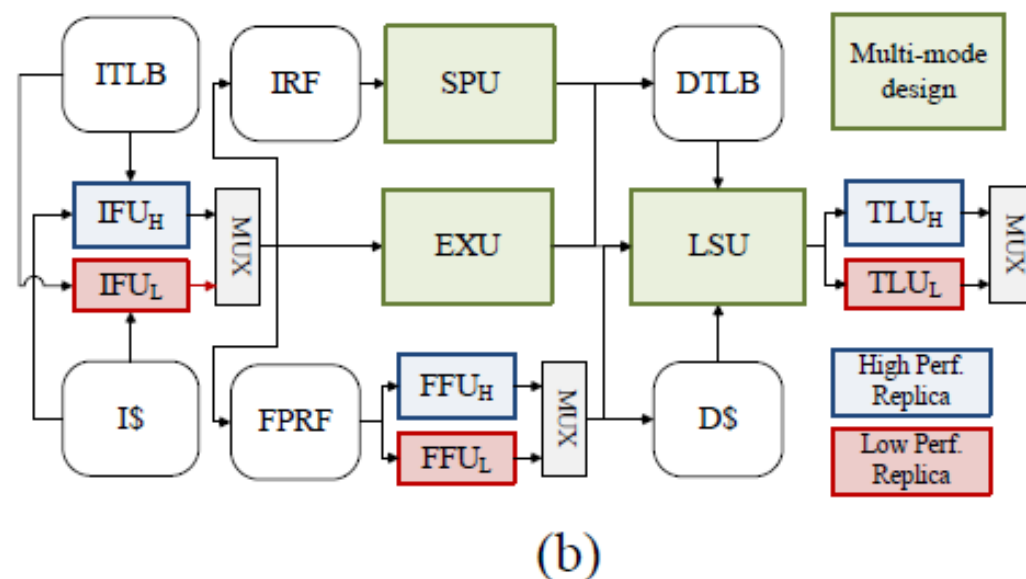 ITLB
IRF
SPU
DTLB
Multi-mode
design
IFUH
MUX
EXU
LSU
TLUH
MUX
IFUL
TLUL
I$
FPRF
FFUH
MUX
FFUL
D$
High Perf.
Replica
Low Perf.
Replica
(b)